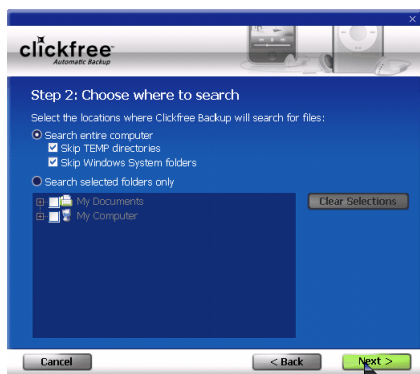 clickfree
Automatic Backup
Step 2: Choose where to search
Select the locations where Clickfree Backup will search for files:
Search entire computer
Skip TEMP directories
Skip Windows System folders
Search selected folders only
My Documents
Clear Selections
My Computer
Cancel
< Back
Next >